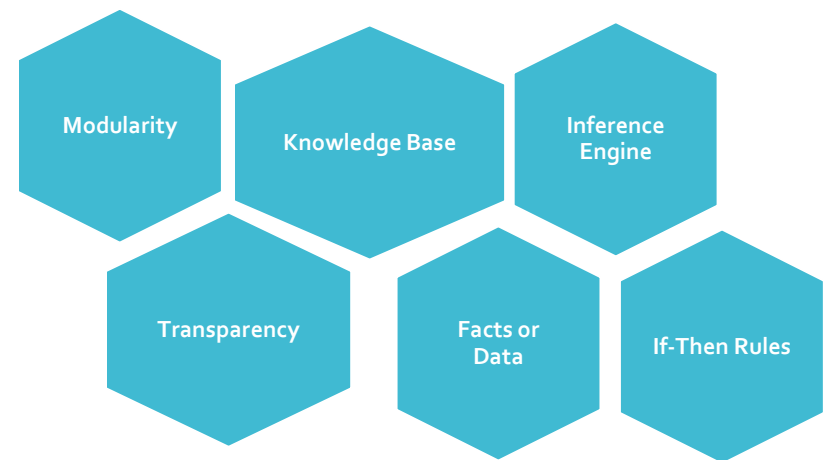 Modularity
Knowledge Base
Inference
Engine
Transparency
Facts or
Data
If-Then Rules